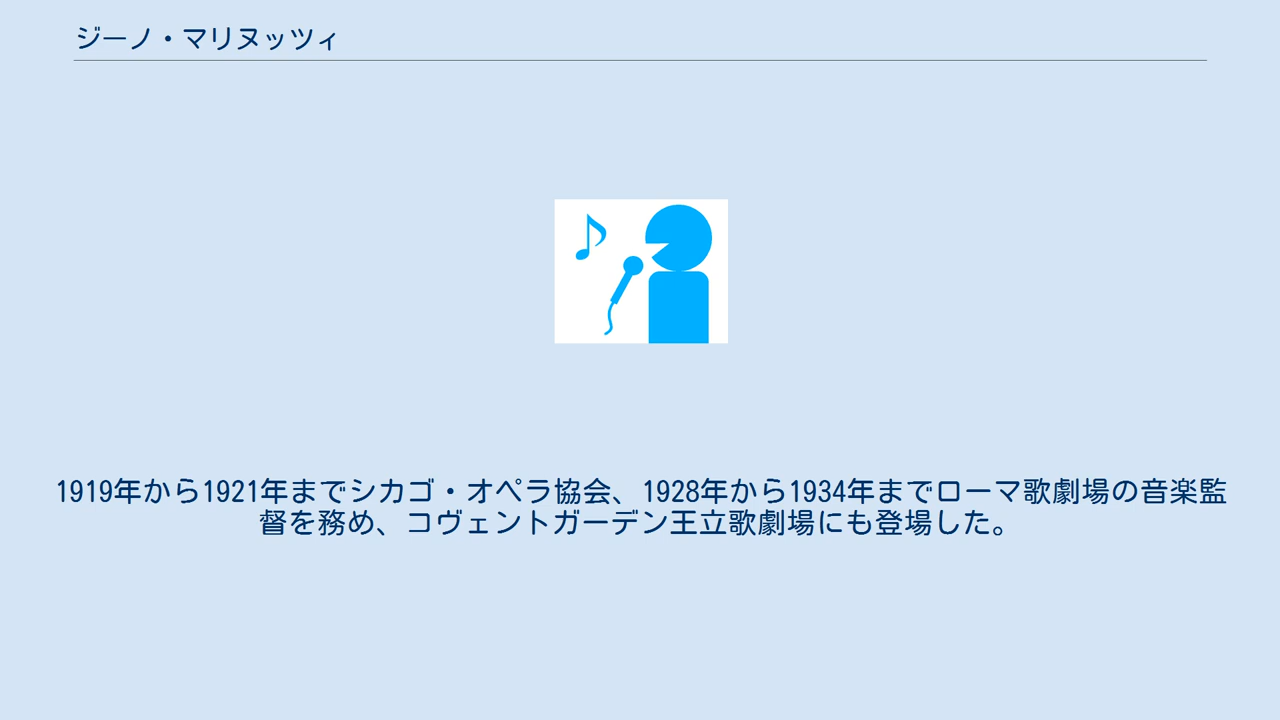 ジーノ・マリヌッツィ
1919年から1921年までシカゴ・オペラ協会、1928年から1934年までローマ歌劇場の音楽監
督を務め、コヴェントガーデン王立歌劇場にも登場した。